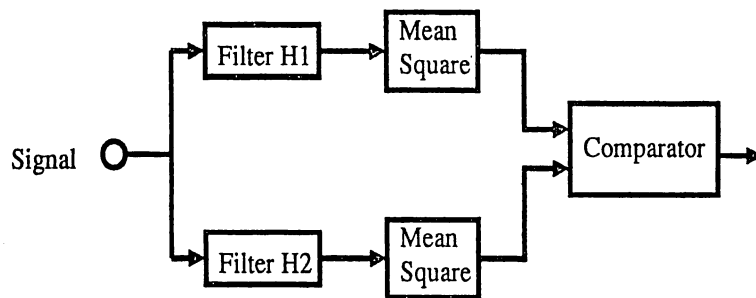 Mean
Filter H1
Square
Signal
Comparator
Mean
Filter H2
Square